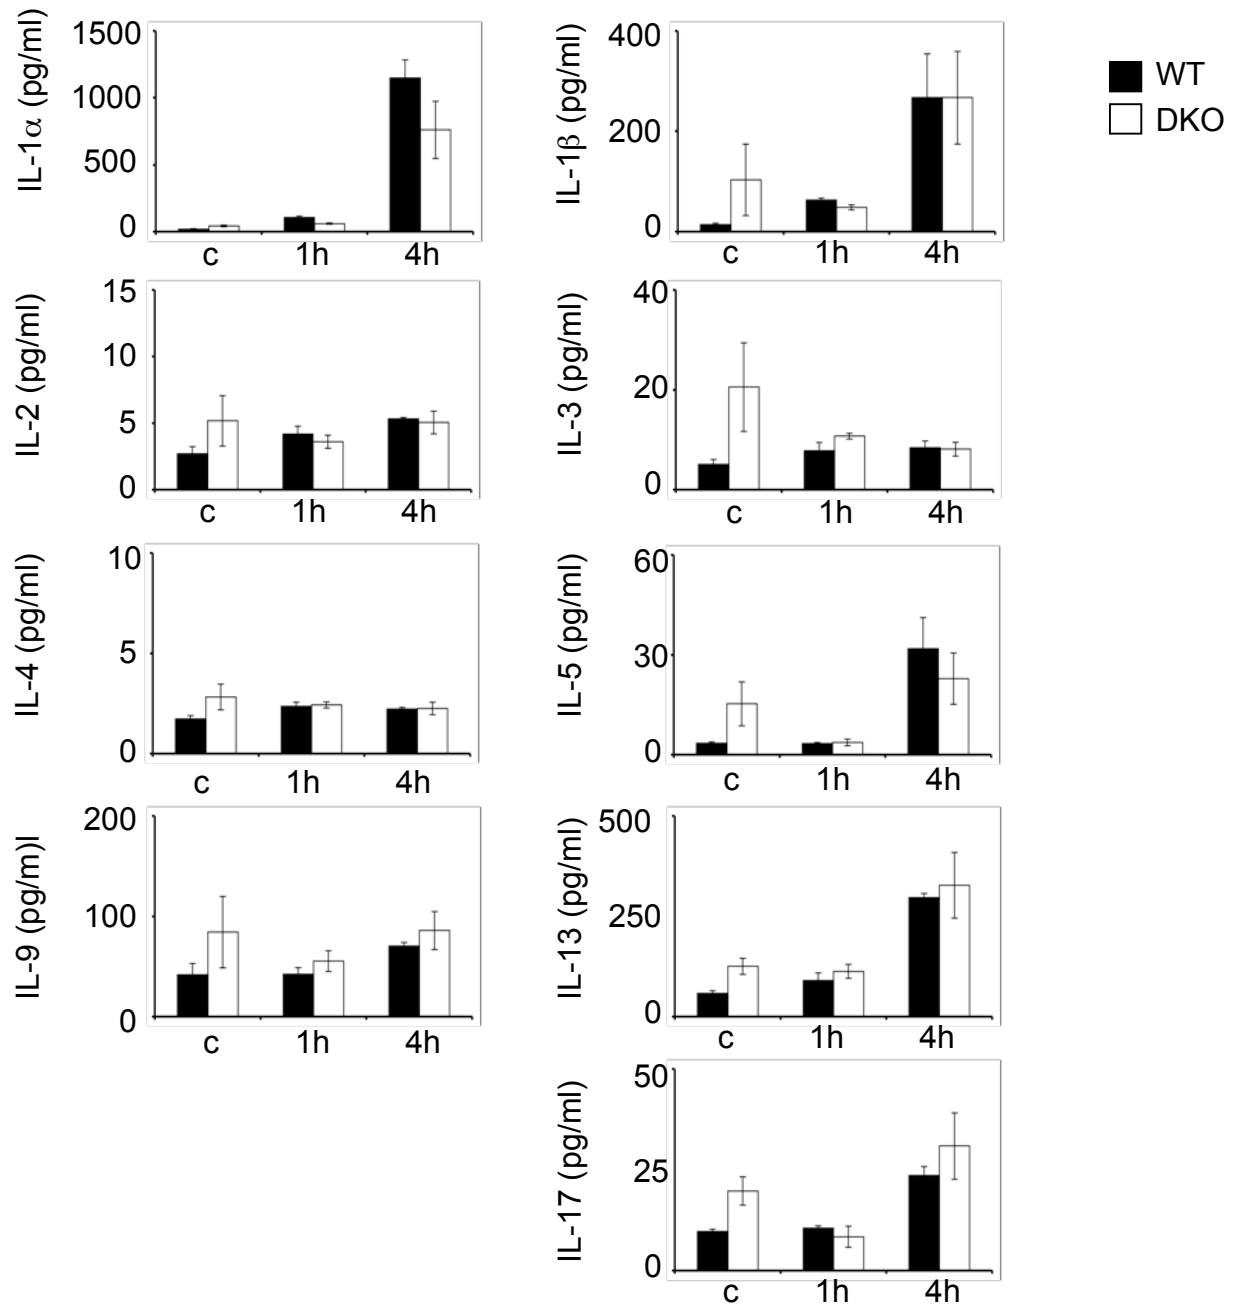 IL-1α (pg/ml)
1500
1000
500
0
c 1h 4h
IL-1β (pg/ml)
400
200
0
c 1h 4h
WT
DKO
IL-2 (pg/ml)
15
10
5
0
c 1h 4h
IL-3 (pg/ml)
40
20
0
c 1h 4h
IL-4 (pg/ml)
10
5
0
c 1h 4h
IL-5 (pg/ml)
60
30
0
c 1h 4h
IL-9 (pg/m)l
200
100
0
c 1h 4h
IL-13 (pg/ml)
500
250
0
c 1h 4h
IL-17 (pg/ml)
50
25
0
c 1h 4h